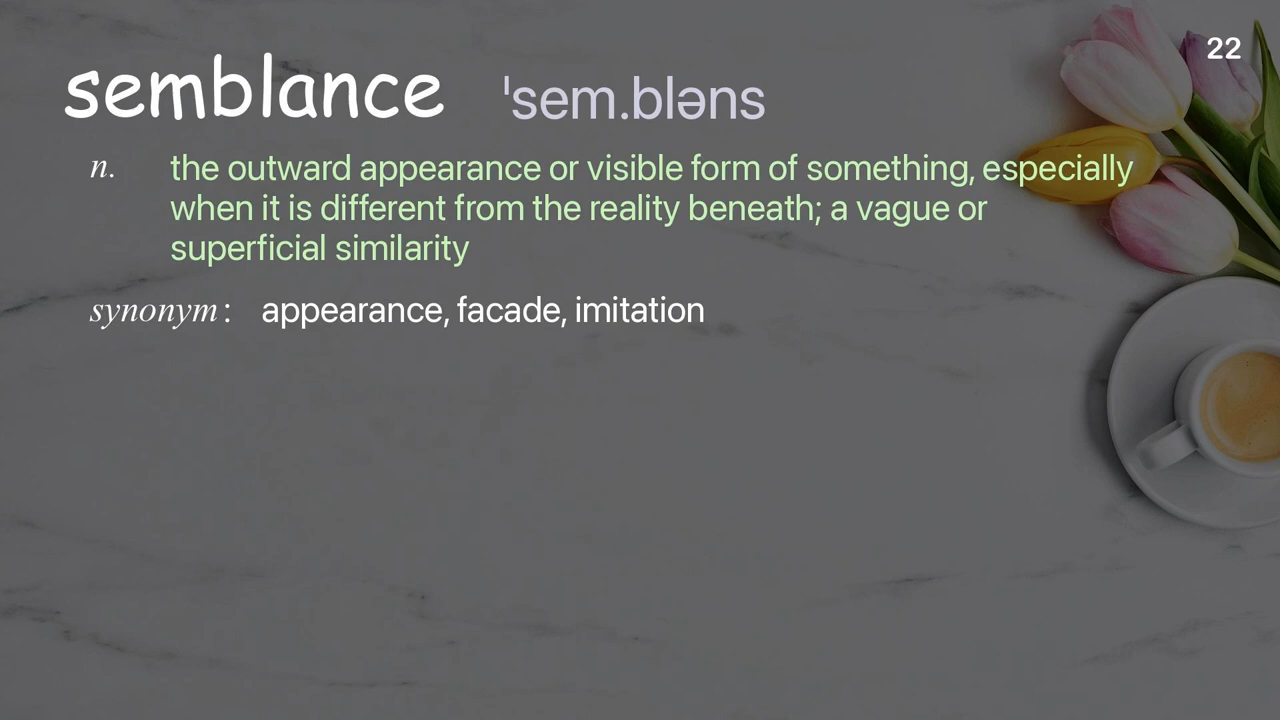 22
semblance ˈsem.bləns
n. the outward appearance or visible form of something, especially
when it is different from the reality beneath; a vague or
superficial similarity
synonym: appearance, facade, imitation